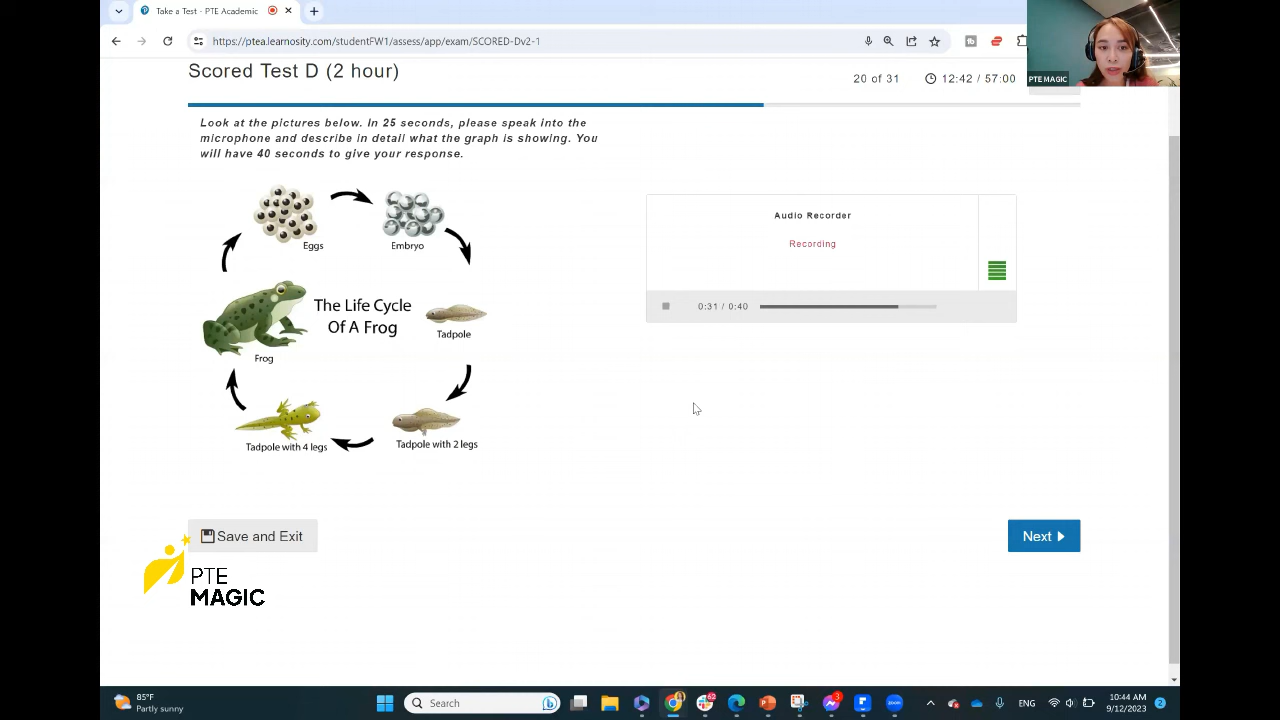 Take a Test - PTE Academic
https://ptea.learnosity.com/studentFW1/assess/app/exam/SCORED-Dv2-1
PTE MAGIC
Scored Test D (2 hour)
20 of 31
12:42 / 57:00
Look at the pictures below. In 25 seconds, please speak into the
microphone and describe in detail what the graph is showing. You
will have 40 seconds to give your response.
Eggs
Embryo
The Life Cycle
Of A Frog
Tadpole
Frog
Tadpole with 4 legs
Tadpole with 2 legs
Audio Recorder
Recording
0:31 / 0:40
Save and Exit
Next
PTE
MAGIC
85°F
Partly sunny
Search
62
3
ENG
10:44 AM
9/12/2023
2